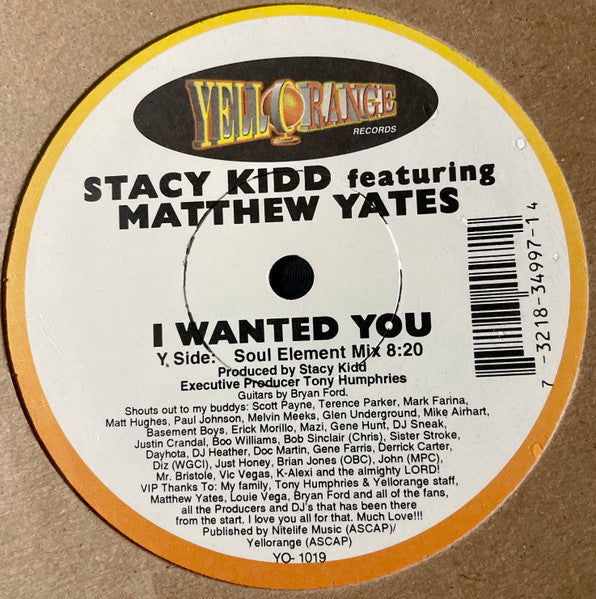 YELLORANGE
RECORDS
STACY KIDD featuring
MATTHEW YATES
7 -3218-34997-1 4
I WANTED YOU
Y Side: Soul Element Mix 8:20
Produced by Stacy Kidd
Executive Producer Tony Humphries
Guitars by Bryan Ford.
Shouts out to my buddys: Scott Payne, Terence Parker, Mark Farina,
Matt Hughes, Paul Johnson, Melvin Meeks, Glen Underground, Mike Airhart,
Basement Boys, Erick Morillo, Mazi, Gene Hunt, DJ Sneak,
Justin Crandal, Boo Williams, Bob Sinclair (Chris), Sister Stroke,
Dayhota, DJ Heather, Doc Martin, Gene Farris, Derrick Carter,
Diz (WGCI), Just Honey, Brian Jones (OBC), John (MPC),
Mr. Bristole, Vic Vegas, K-Alexi and the almighty LORD!
VIP Thanks To: My family, Tony Humphries & Yellorange staff,
Matthew Yates, Louie Vega, Bryan Ford and all of the fans,
all the Producers and DJ's that has been there
from the start. I love you all for that. Much Love!!!
Published by Nitelife Music (ASCAP)/
Yellorange (ASCAP)
YO- 1019